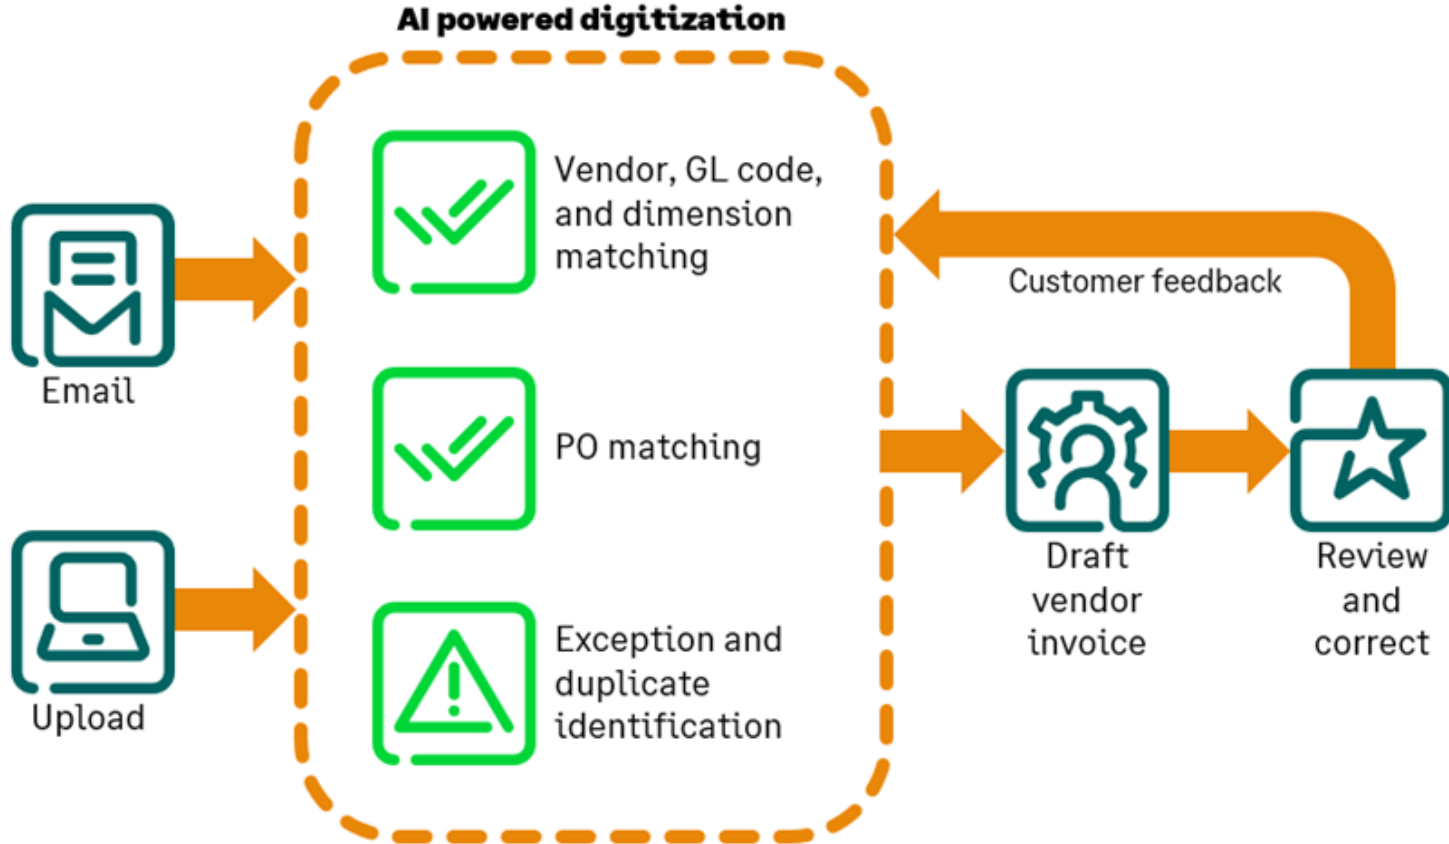 AI powered digitization
Vendor, GL code,
and dimension
matching
Email
Customer feedback
PO matching
Draft
vendor
invoice
Review
and
correct
Exception and
duplicate
identification
Upload